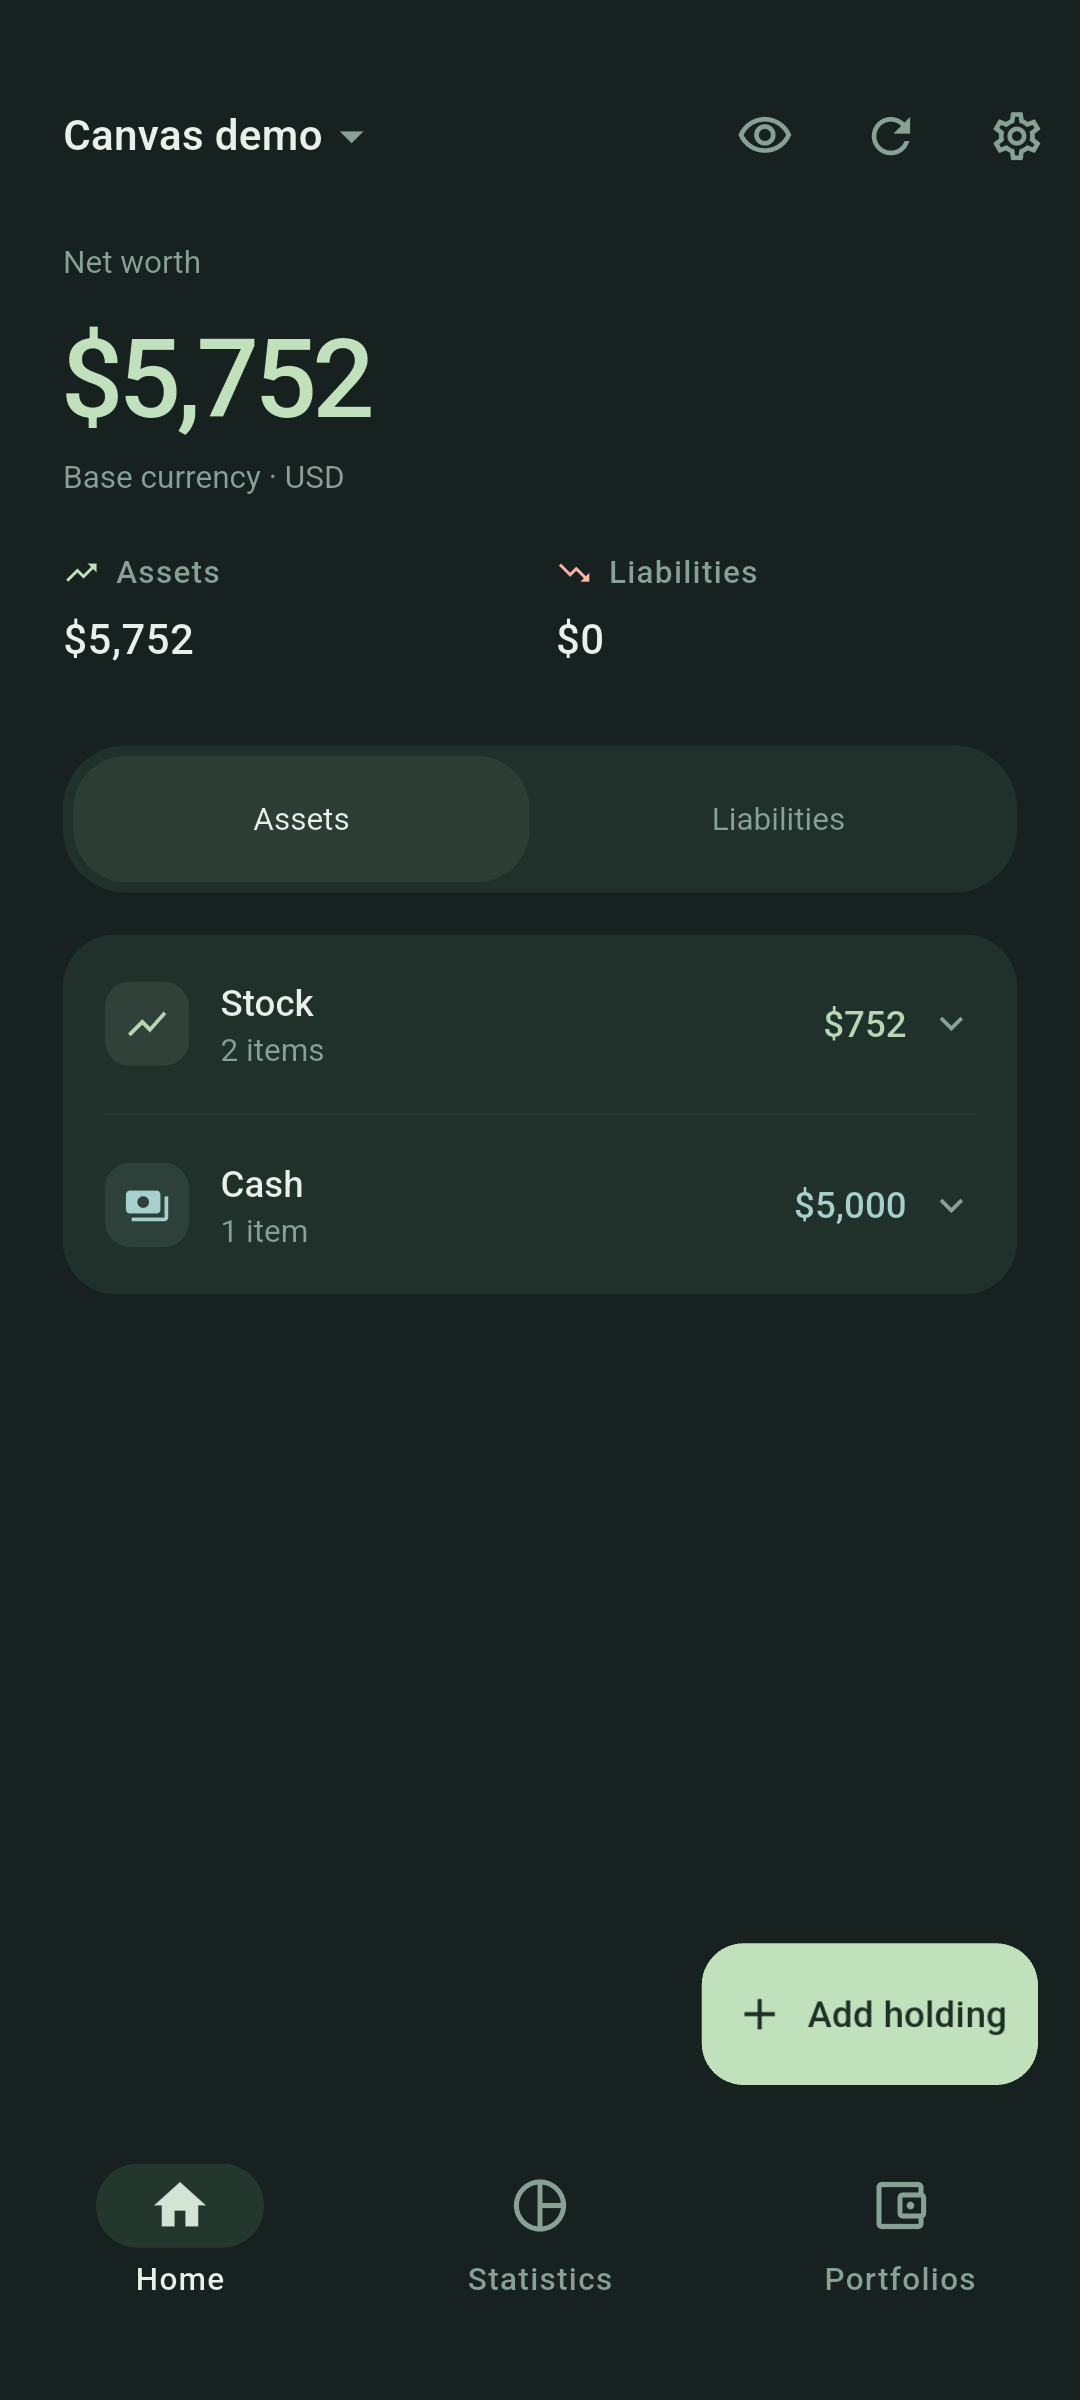 Canvas demo
Net worth
$5,752
Base currency · USD
Assets
Liabilities
$5,752
$0
Assets
Liabilities
Stock
2 items
$752
Cash
1 item
$5,000
Add holding
Home
Statistics
Portfolios